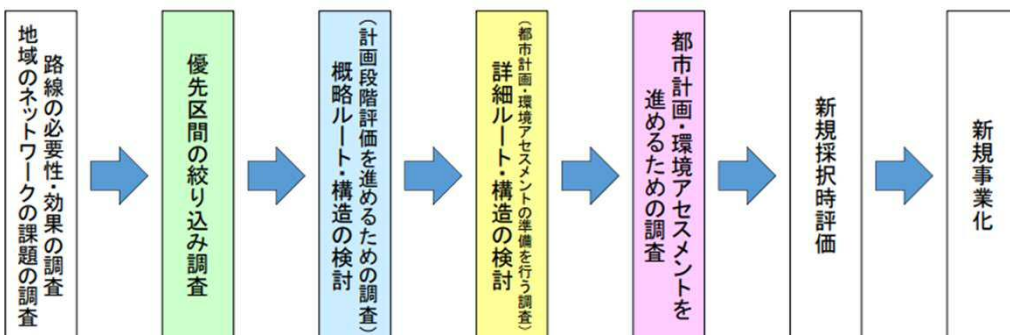 路線の必要性・効果の調査
地域のネットワークの課題の調査
優先区間の絞り込み調査
(計画段階評価を進めるための調査)
概略ルート・構造の検討
(都市計画・環境アセスメントの準備を行う調査)
詳細ルート・構造の検討
都市計画・環境アセスメントを
進めるための調査
新規採択時評価
新規事業化